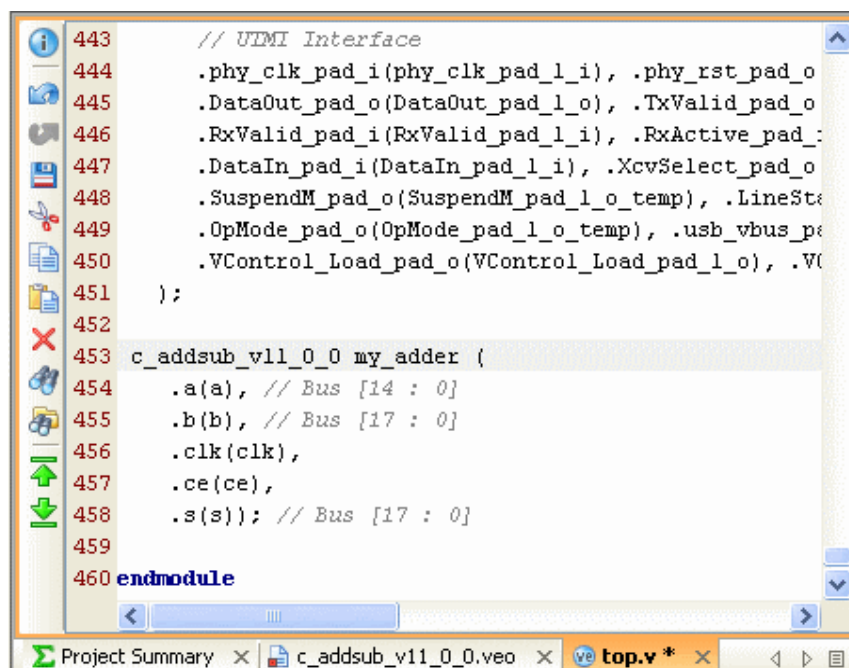 443 // UTMI Interface
444 .phy_clk_pad_i(phy_clk_pad_1_i), .phy_rst_pad_o
445 .DataOut_pad_o(DataOut_pad_1_o), .TxValid_pad_o
446 .RxValid_pad_i(RxValid_pad_1_i), .RxActive_pad_i
447 .DataIn_pad_i(DataIn_pad_1_i), .XcvSelect_pad_o
448 .SuspendM_pad_o(SuspendM_pad_1_o_temp), .LineSta
449 .OpMode_pad_o(OpMode_pad_1_o_temp), .usb_vbus_pa
450 .VControl_Load_pad_o(VControl_Load_pad_1_o), .VC
451 );
452
453 c_addsub_v11_0_0 my_adder (
454 .a(a), // Bus [14 : 0]
455 .b(b), // Bus [17 : 0]
456 .clk(clk),
457 .ce(ce),
458 .s(s)); // Bus [17 : 0]
459
460 endmodule
Project Summary c_addsub_v11_0_0.veo top.v *